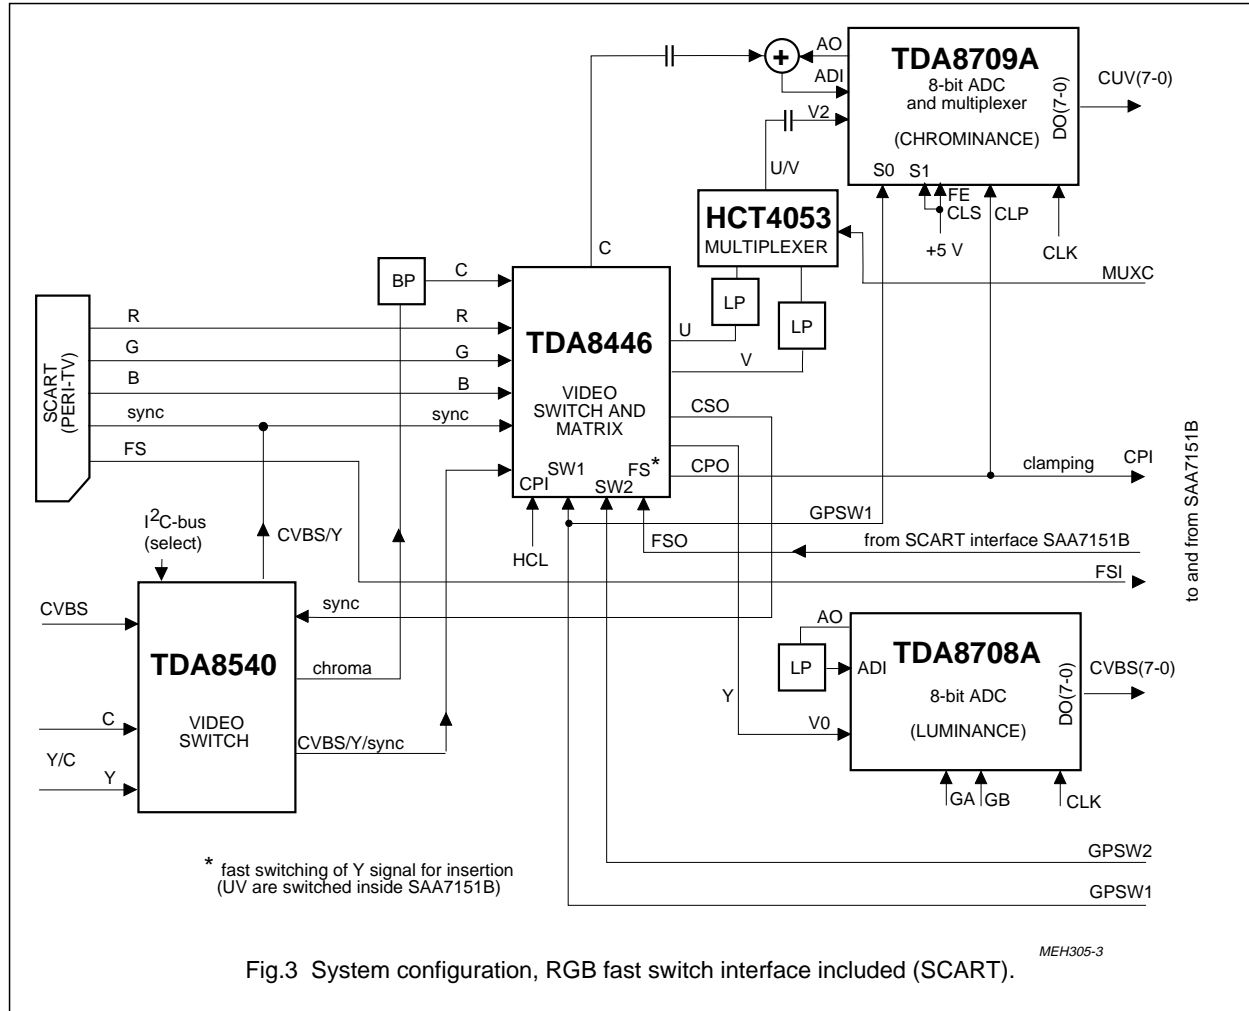 AO
TDA8709A
ADI
8-bit ADC
and multiplexer
DO(7-0)
CUV(7-0)
V2
(CHROMINANCE)
U/V
S0
S1
FE
CLS
CLP
+5 V
CLK
HCT4053
MULTIPLEXER
MUXC
C
BP
C
LP
LP
SCART
(PERI-TV)
R
R
G
G
B
B
sync
sync
FS
TDA8446
VIDEO
SWITCH AND
MATRIX
U
V
CSO
CPO
SW1
FS*
CPI
SW2
clamping
CPI
GPSW1
HCL
FSO
from SCART interface SAA7151B
FSI
to and from SAA7151B
I2C-bus
(select)
CVBS/Y
CVBS
sync
TDA8540
chroma
VIDEO
SWITCH
C
Y/C
Y
CVBS/Y/sync
AO
LP
ADI
TDA8708A
8-bit ADC
(LUMINANCE)
DO(7-0)
CVBS(7-0)
Y
V0
GA
GB
CLK
GPSW2
GPSW1
* fast switching of Y signal for insertion
(UV are switched inside SAA7151B)
MEH305-3
Fig.3 System configuration, RGB fast switch interface included (SCART).